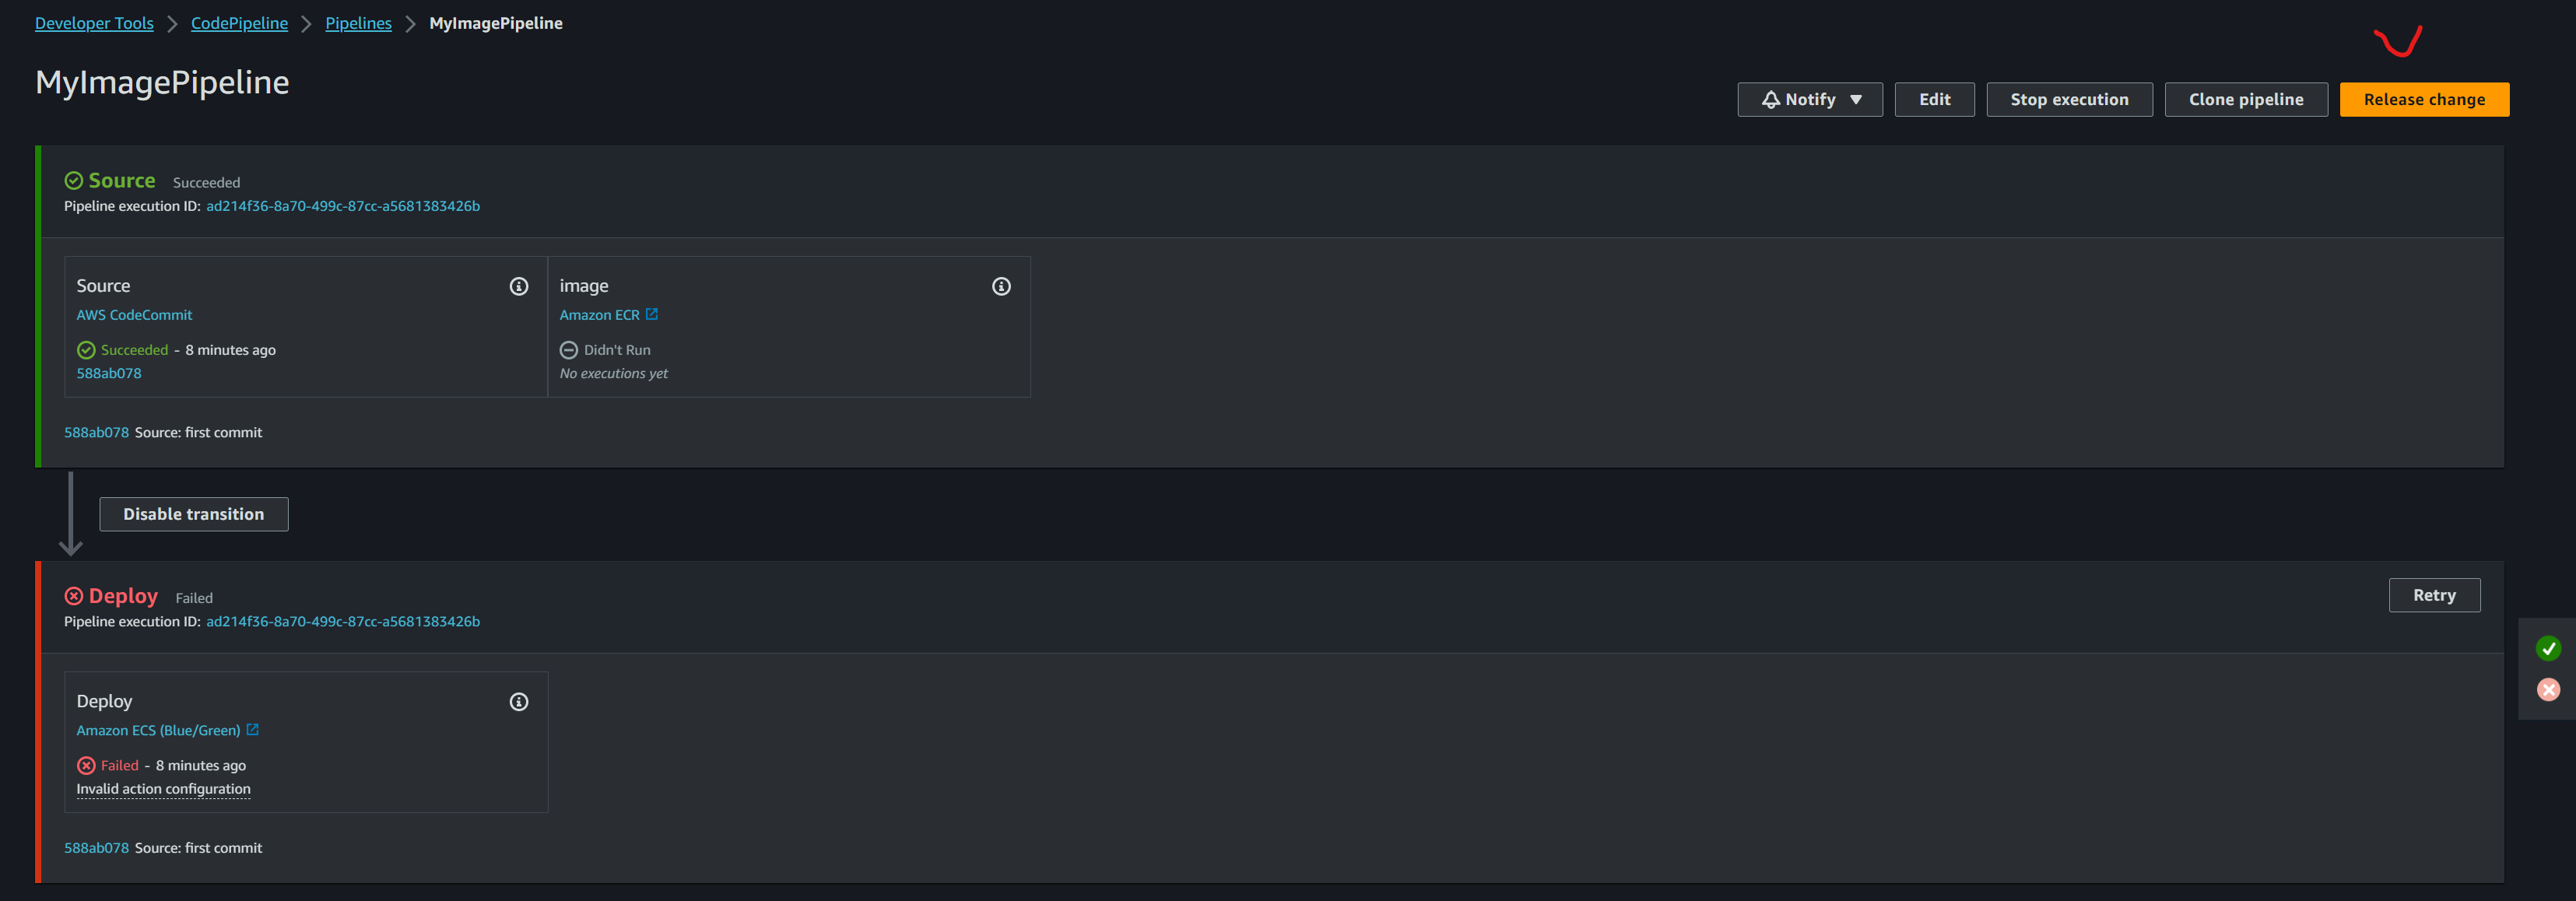 Developer Tools > CodePipeline > Pipelines > MyImagePipeline
MyImagePipeline
Notify ▼ Edit Stop execution Clone pipeline Release change
Source Succeeded
Pipeline execution ID: ad214f36-8a70-499c-87cc-a5681383426b
Source
AWS CodeCommit
Succeeded - 8 minutes ago
588ab078
image
Amazon ECR
Didn't Run
No executions yet
588ab078 Source: first commit
Disable transition
Deploy Failed
Retry
Pipeline execution ID: ad214f36-8a70-499c-87cc-a5681383426b
Deploy
Amazon ECS (Blue/Green)
Failed - 8 minutes ago
Invalid action configuration
588ab078 Source: first commit